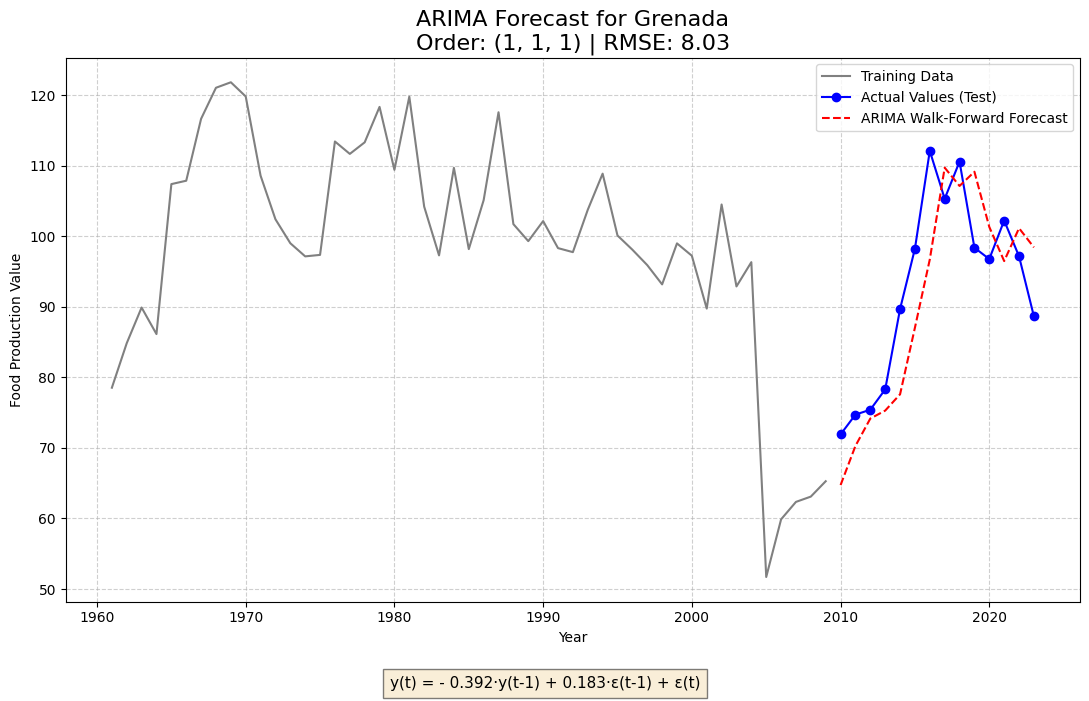 ARIMA Forecast for Grenada
Order: (1, 1, 1) | RMSE: 8.03
Training Data
Actual Values (Test)
ARIMA Walk-Forward Forecast
Food Production Value
120
110
100
90
80
70
60
50
1960 1970 1980 1990 2000 2010 2020
Year
y(t) = - 0.392·y(t-1) + 0.183·ε(t-1) + ε(t)